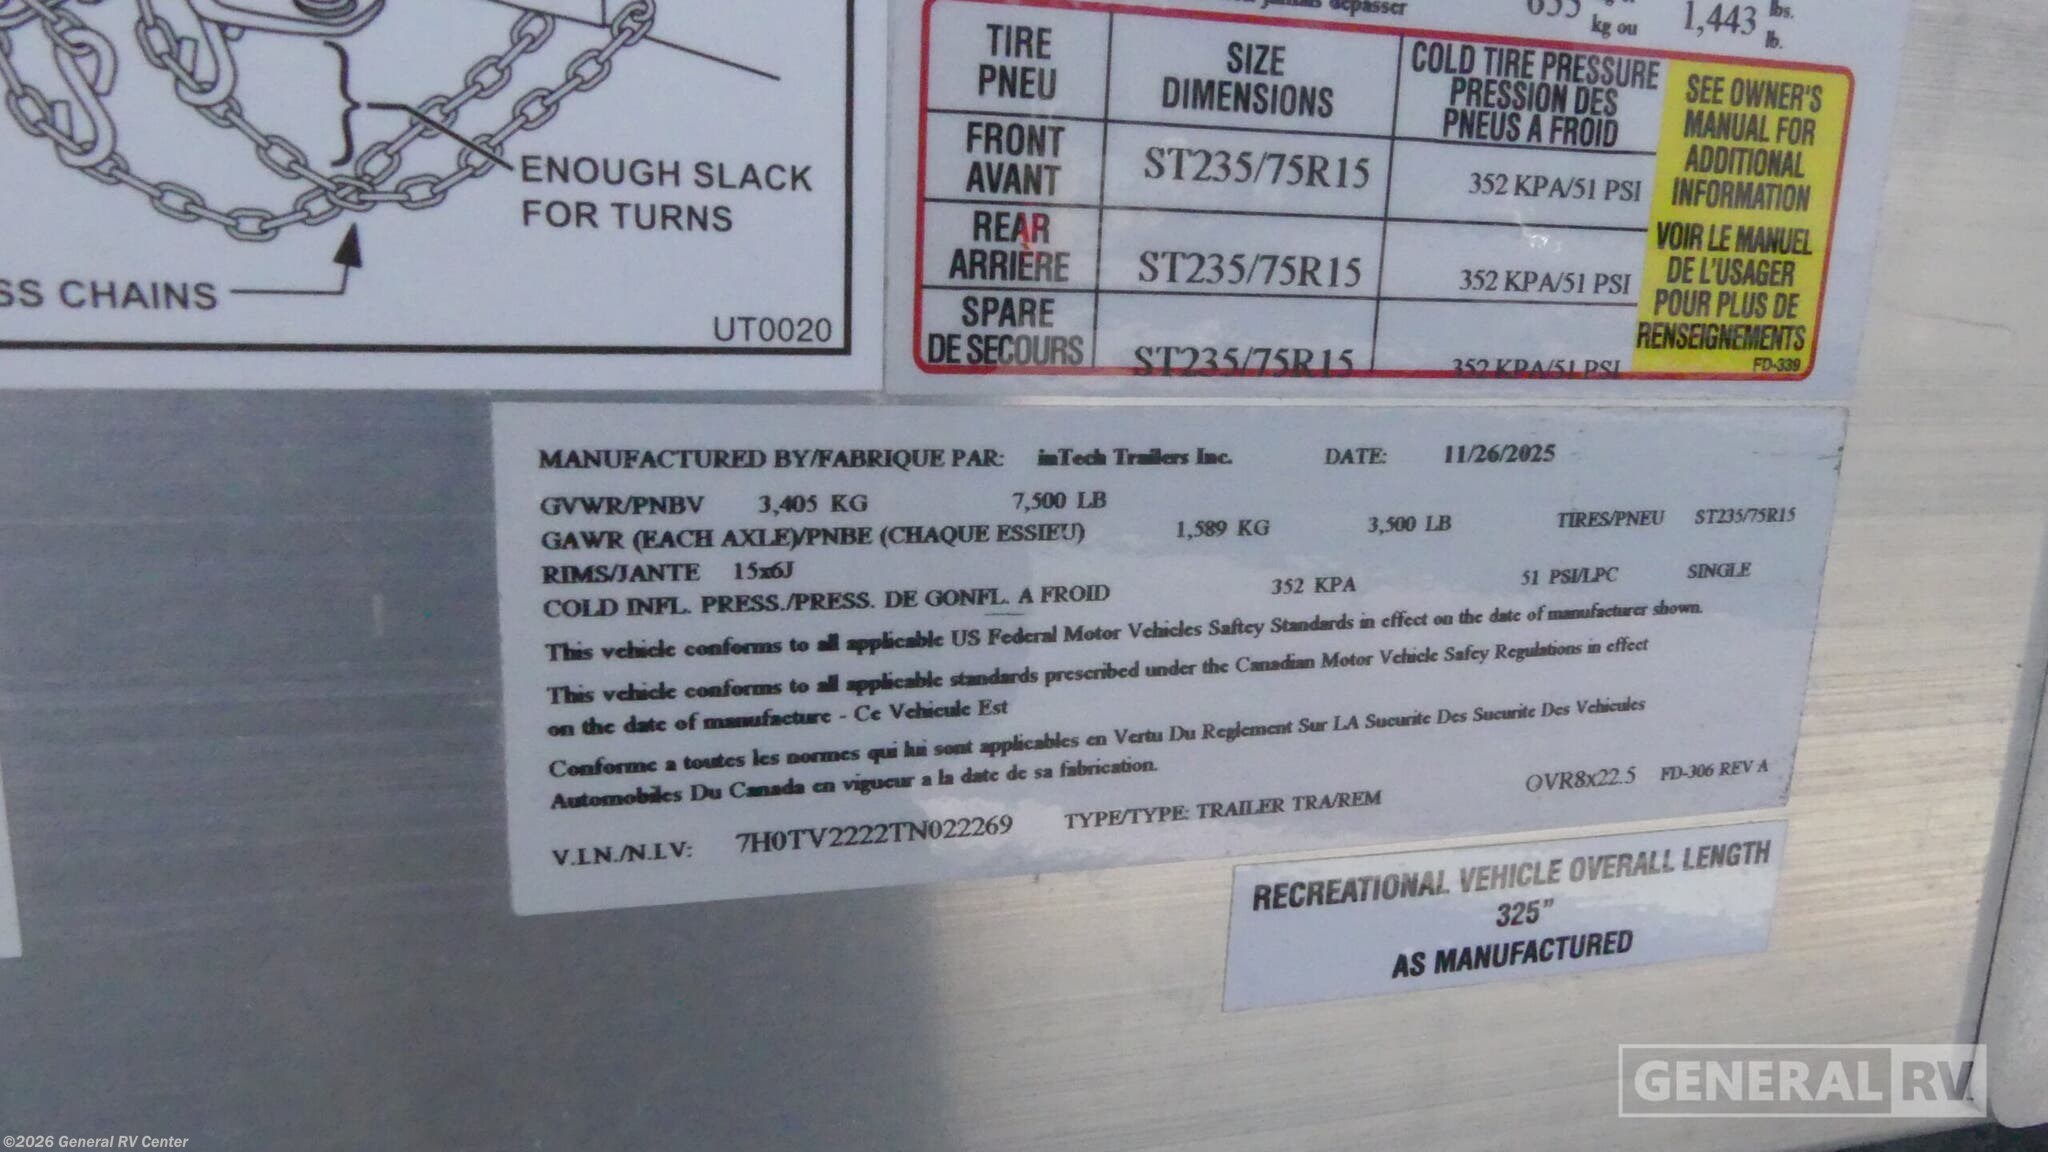 ENOUGH SLACK
FOR TURNS
SS CHAINS
UT0020
dépasser
kg ou
1,443
lbs.
lb.
TIRE
PNEU
SIZE
DIMENSIONS
COLD TIRE PRESSURE
PRESSION DES
PNEUS A FROID
FRONT
AVANT
ST235/75R15
352 KPA/51 PSI
REAR
ARRIÈRE
ST235/75R15
352 KPA/51 PSI
SPARE
DE SECOURS
ST235/75R15
352 KPA/51 PSI
SEE OWNER'S
MANUAL FOR
ADDITIONAL
INFORMATION
VOIR LE MANUEL
DE L'USAGER
POUR PLUS DE
RENSEIGNEMENTS
FD-339
MANUFACTURED BY/FABRIQUE PAR: inTech Trailers Inc. DATE: 11/26/2025
GVWR/PNBV 3,405 KG 7,500 LB
GAWR (EACH AXLE)/PNBE (CHAQUE ESSIEU) 1,589 KG 3,500 LB TIRES/PNEU ST235/75R15
RIMS/JANTE 15x6J
COLD INFL. PRESS./PRESS. DE GONFL. A FROID 352 KPA 51 PSI/LPC SINGLE
This vehicle conforms to all applicable US Federal Motor Vehicles Saftey Standards in effect on the date of manufacturer shown.
This vehicle conforms to all applicable standards prescribed under the Canadian Motor Vehicle Safey Regulations in effect
on the date of manufacture - Ce Vehicule Est
Conforme a toutes les normes qui lui sont applicables en Vertu Du Reglement Sur LA Sucurite Des Sucurite Des Vehicules
Automobiles Du Canada en vigueur a la date de sa fabrication.
V.I.N./N.I.V: 7H0TV2222TN022269 TYPE/TYPE: TRAILER TRA/REM OVR8x22.5 FD-306 REV A
RECREATIONAL VEHICLE OVERALL LENGTH
325"
AS MANUFACTURED
GENERAL RV
©2026 General RV Center